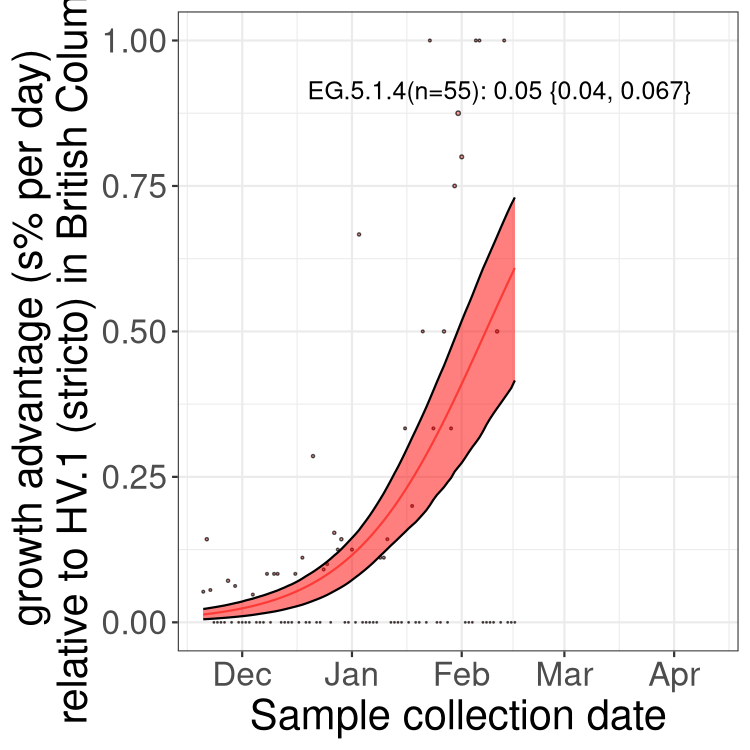 growth advantage (s% per day)
relative to HV.1 (stricto) in British Colum
1.00
0.75
0.50
0.25
0.00
EG.5.1.4(n=55): 0.05 {0.04, 0.067}
Dec Jan Feb Mar Apr
Sample collection date